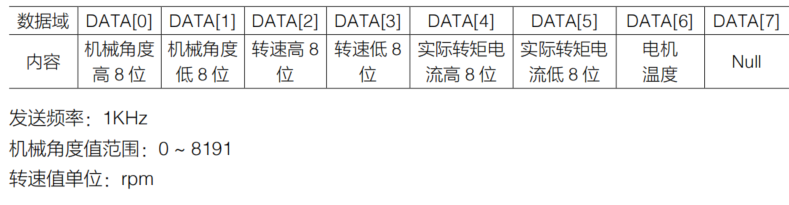 数据域 DATA[0] DATA[1] DATA[2] DATA[3] DATA[4] DATA[5] DATA[6] DATA[7]
内容 机械角度高 8 位 机械角度低 8 位 转速高 8 位 转速低 8 位 实际转矩电流高 8 位 实际转矩电流低 8 位 电机温度 Null
发送频率：1KHz
机械角度值范围：0 ~ 8191
转速值单位：rpm